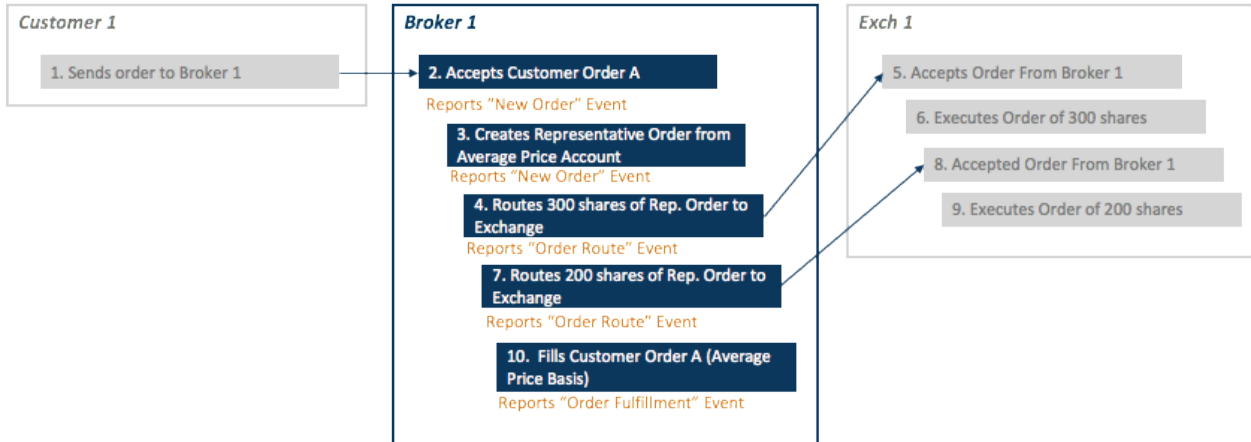 Customer 1
1. Sends order to Broker 1
Broker 1
2. Accepts Customer Order A
Reports “New Order” Event
3. Creates Representative Order from
Average Price Account
Reports “New Order” Event
4. Routes 300 shares of Rep. Order to
Exchange
Reports “Order Route” Event
7. Routes 200 shares of Rep. Order to
Exchange
Reports “Order Route” Event
10. Fills Customer Order A (Average
Price Basis)
Reports “Order Fulfillment” Event
Exch 1
5. Accepts Order From Broker 1
6. Executes Order of 300 shares
8. Accepted Order From Broker 1
9. Executes Order of 200 shares